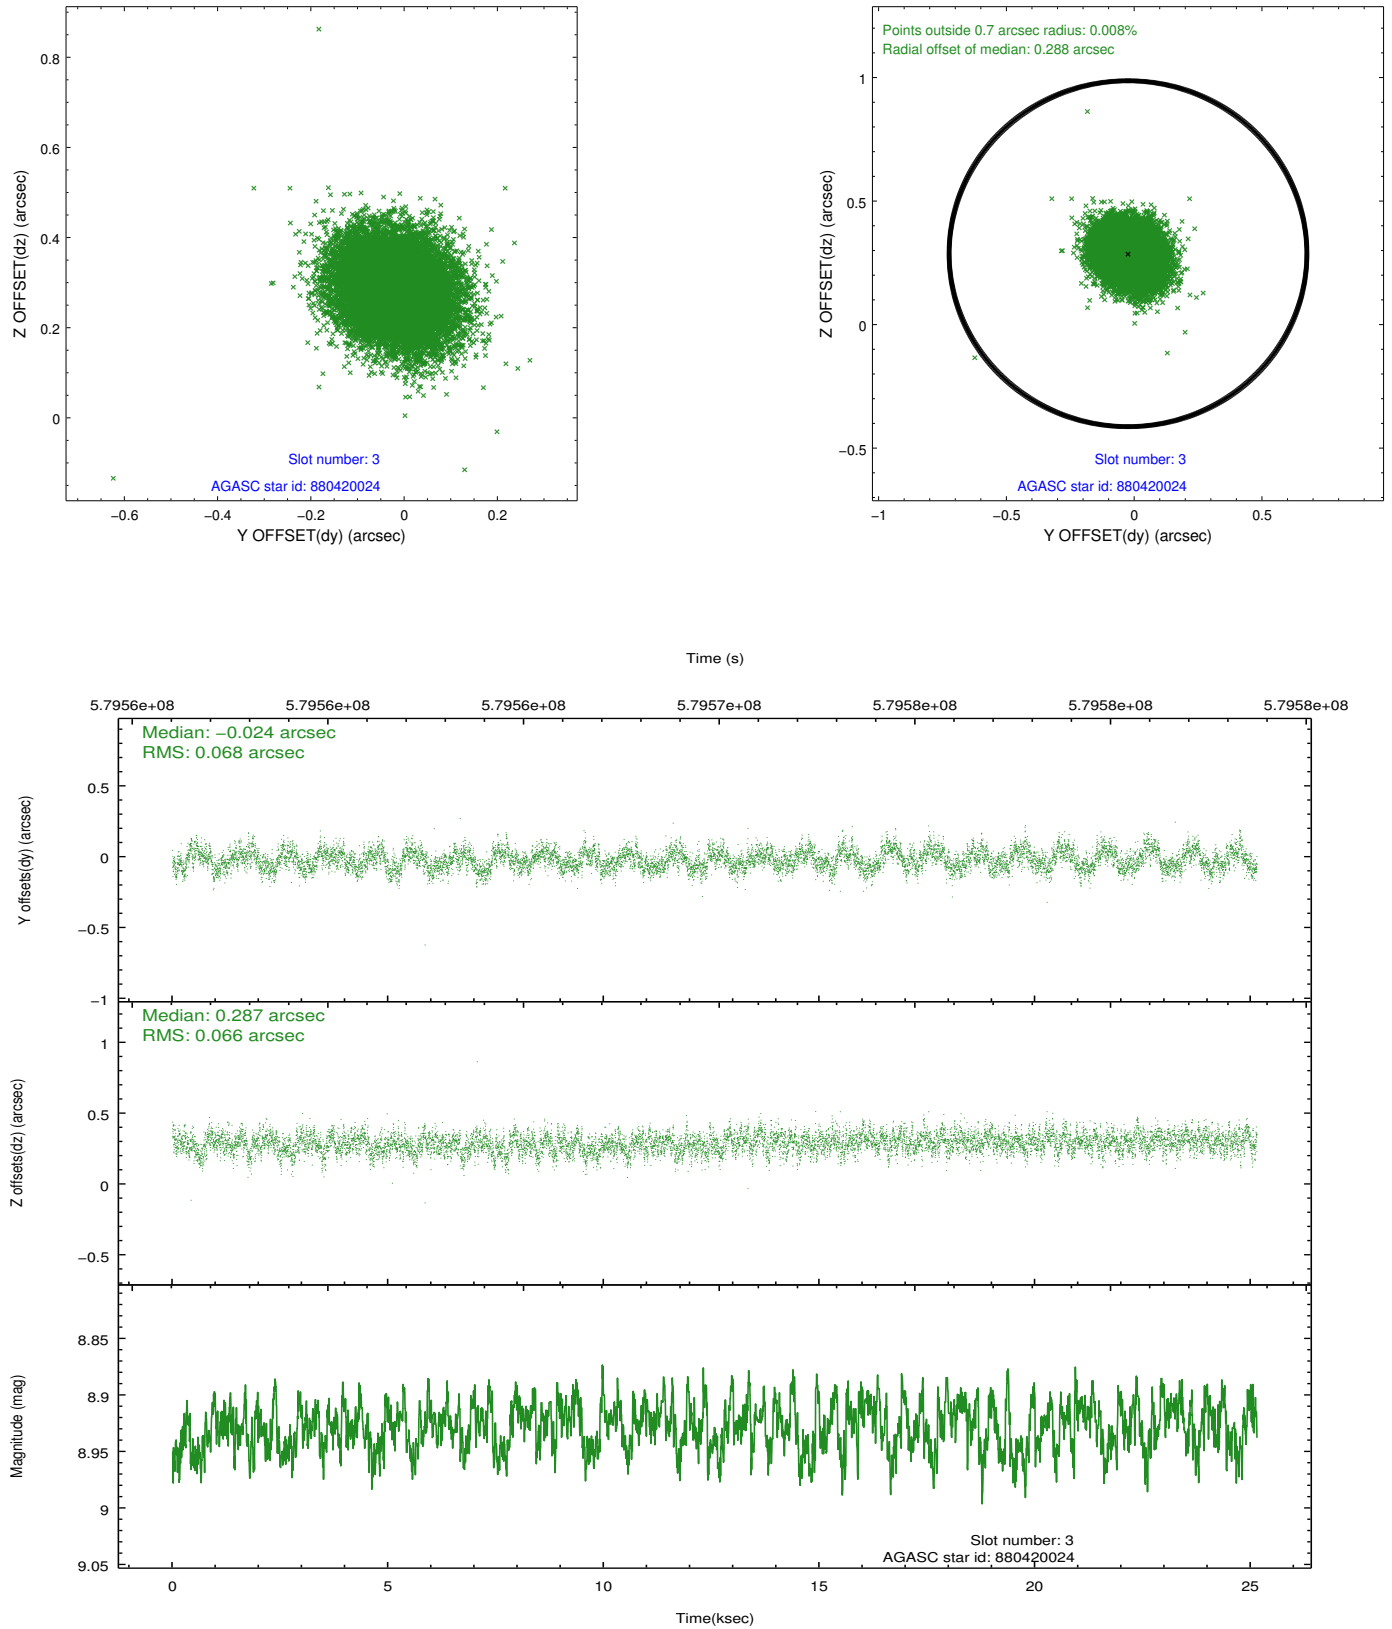 0.8
0.6
0.4
0.2
0
Z OFFSET(dz) (arcsec)
−0.6 −0.4 −0.2 0 0.2
Y OFFSET(dy) (arcsec)
Slot number: 3
AGASC star id: 880420024
Points outside 0.7 arcsec radius: 0.008%
Radial offset of median: 0.288 arcsec
1
0.5
0
−0.5
Z OFFSET(dz) (arcsec)
Slot number: 3
AGASC star id: 880420024
−1 −0.5 0 0.5
Y OFFSET(dy) (arcsec)
Time (s)
5.7956e+08 5.7956e+08 5.7956e+08 5.7957e+08 5.7958e+08 5.7958e+08 5.7958e+08
Median: −0.024 arcsec
RMS: 0.068 arcsec
0.5
0
−0.5
−1
Y offsets(dy) (arcsec)
Median: 0.287 arcsec
RMS: 0.066 arcsec
1
0.5
0
−0.5
Z offsets(dz) (arcsec)
8.85
8.9
8.95
9
9.05
Magnitude (mag)
Slot number: 3
AGASC star id: 880420024
0 5 10 15 20 25
Time(ksec)